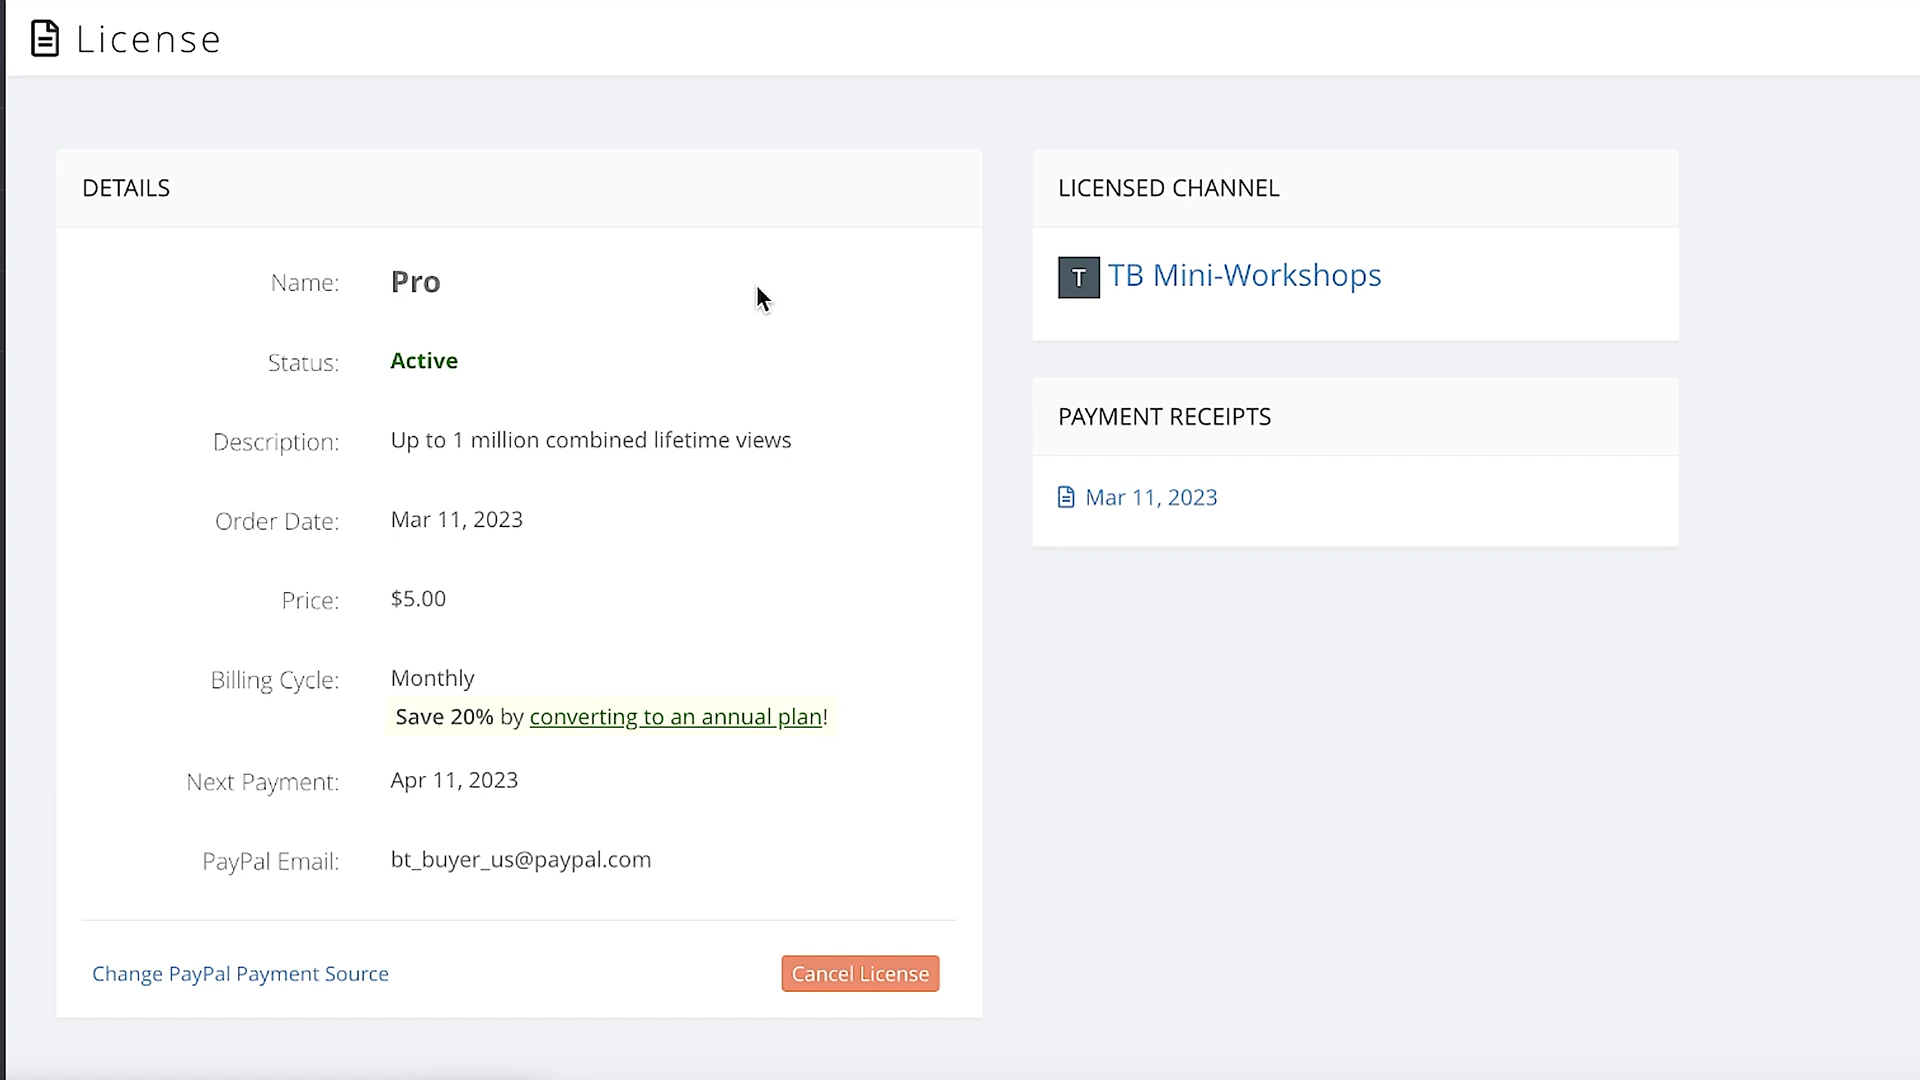 License
DETAILS
Name: Pro
Status: Active
Description: Up to 1 million combined lifetime views
Order Date: Mar 11, 2023
Price: $5.00
Billing Cycle: Monthly
Save 20% by converting to an annual plan!
Next Payment: Apr 11, 2023
PayPal Email: bt_buyer_us@paypal.com
Change PayPal Payment Source
Cancel License
LICENSED CHANNEL
T TB Mini-Workshops
PAYMENT RECEIPTS
Mar 11, 2023